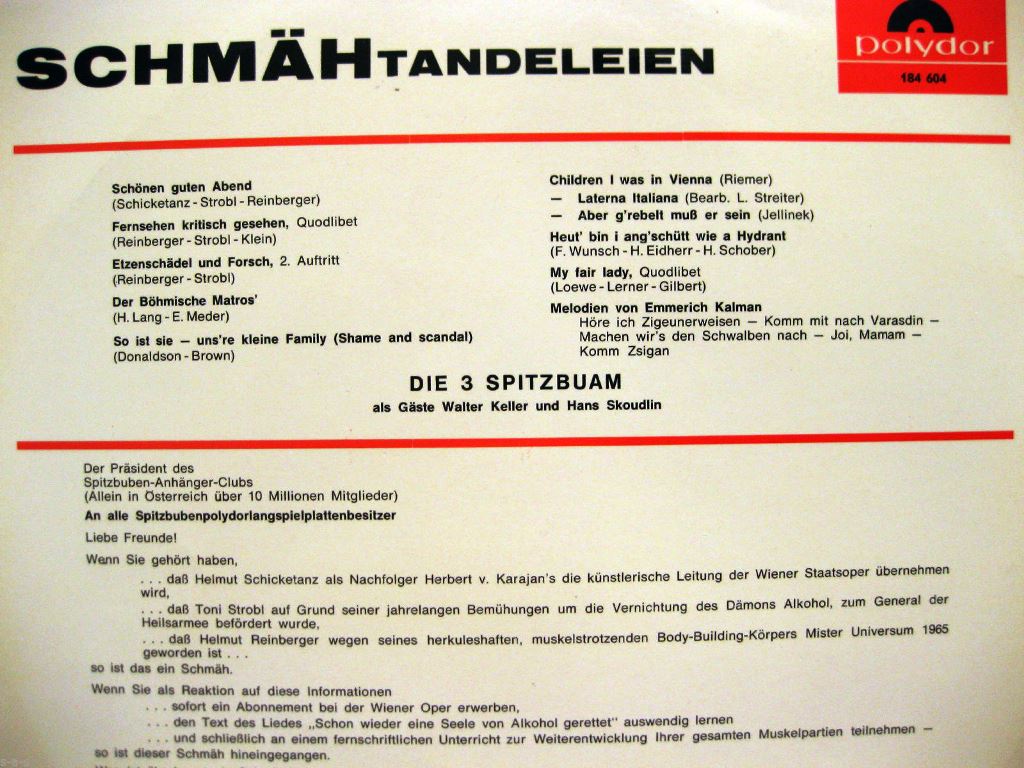 SCHMÄHTANDELEIEN
polydor
184 604
Schönen guten Abend
(Schicketanz - Strobl - Reinberger)
Fernsehen kritisch gesehen, Quodlibet
(Reinberger - Strobl - Klein)
Etzenschädel und Forsch, 2. Auftritt
(Reinberger - Strobl)
Der Böhmische Matros'
(H. Lang - E. Meder)
So ist sie — uns're kleine Family (Shame and scandal)
(Donaldson - Brown)
Children I was in Vienna (Riemer)
— Laterna Italiana (Bearb. L. Streiter)
— Aber g'rebelt muß er sein (Jellinek)
Heut' bin i ang'schütt wie a Hydrant
(F. Wunsch - H. Eidherr - H. Schober)
My fair lady, Quodlibet
(Loewe - Lerner - Gilbert)
Melodien von Emmerich Kalman
Höre ich Zigeunerweisen — Komm mit nach Varasdin —
Machen wir's den Schwalben nach — Joi, Mamam —
Komm Zsigan
DIE 3 SPITZBUAM
als Gäste Walter Keller und Hans Skoudlin
Der Präsident des
Spitzbuben-Anhänger-Clubs
(Allein in Österreich über 10 Millionen Mitglieder)
An alle Spitzbubenpolydorlangspielplattenbesitzer
Liebe Freunde!
Wenn Sie gehört haben,
. . . daß Helmut Schicketanz als Nachfolger Herbert v. Karajan's die künstlerische Leitung der Wiener Staatsoper übernehmen
wird,
. . . daß Toni Strobl auf Grund seiner jahrelangen Bemühungen um die Vernichtung des Dämons Alkohol, zum General der
Heilsarmee befördert wurde,
. . . daß Helmut Reinberger wegen seines herkuleshaften, muskelstrotzenden Body-Building-Körpers Mister Universum 1965
geworden ist . . .
so ist das ein Schmäh.
Wenn Sie als Reaktion auf diese Informationen
. . . sofort ein Abonnement bei der Wiener Oper erwerben,
. . . den Text des Liedes „Schon wieder eine Seele von Alkohol gerettet" auswendig lernen
. . . und schließlich an einem fernschriftlichen Unterricht zur Weiterentwicklung Ihrer gesamten Muskelpartien teilnehmen —
so ist dieser Schmäh hineingegangen.